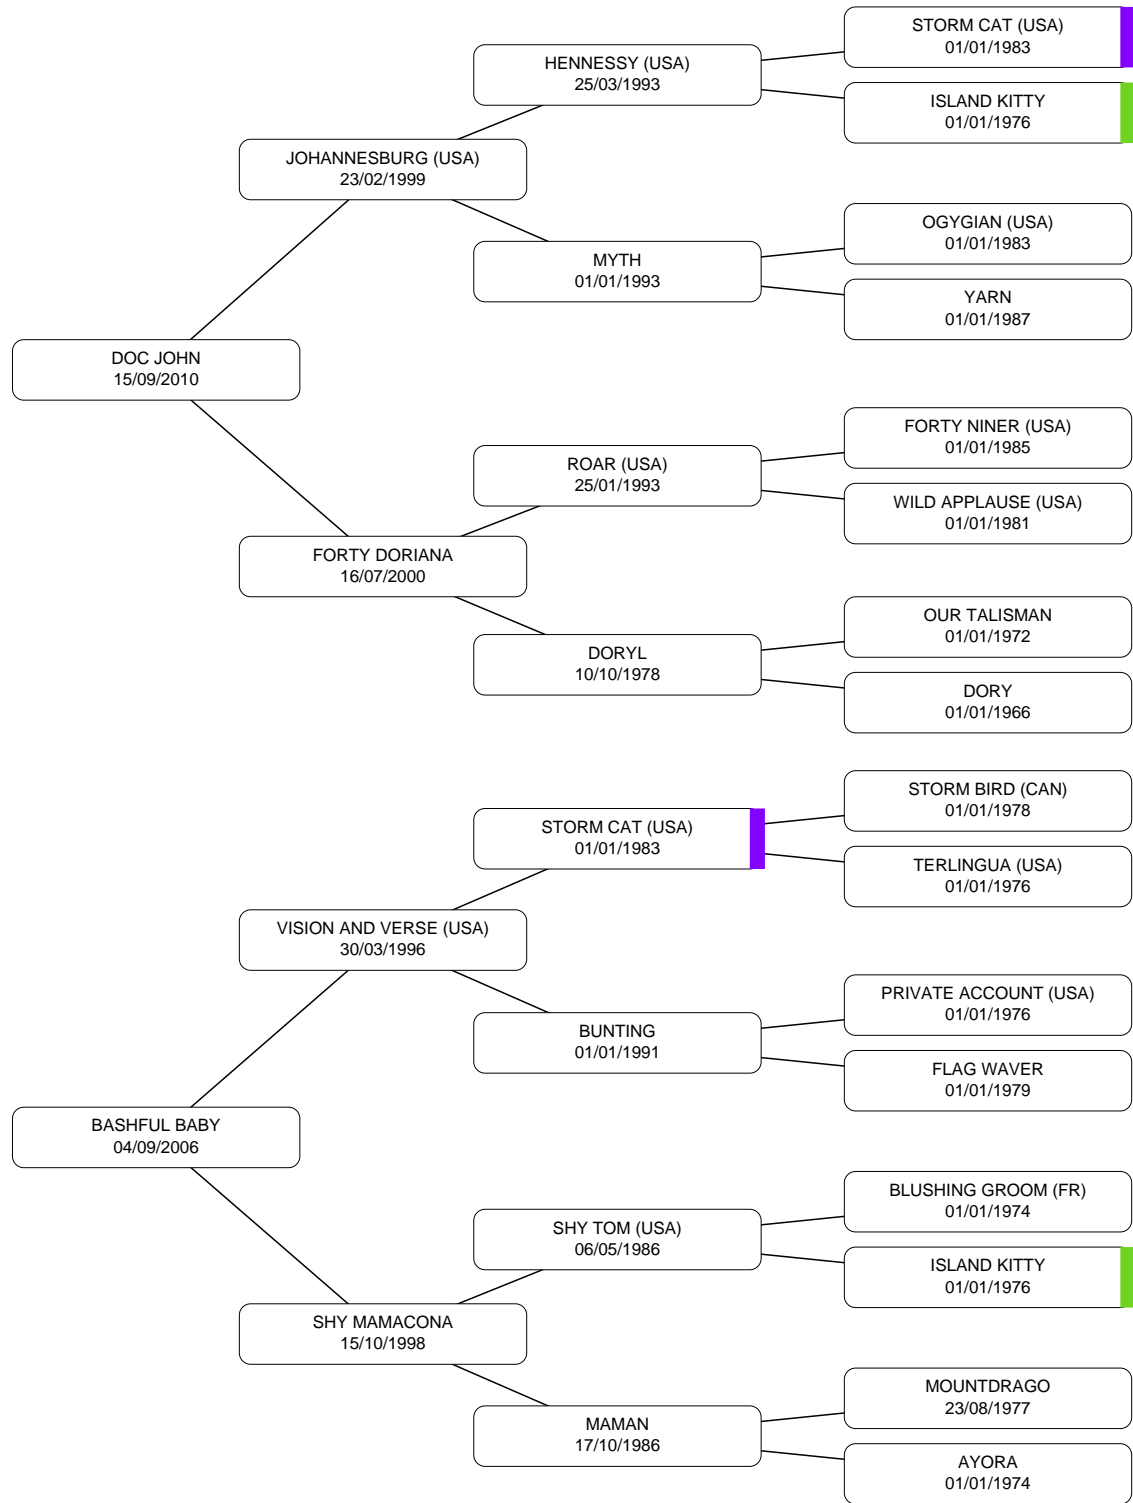 STORM CAT (USA)
01/01/1983
HENNESSY (USA)
25/03/1993
ISLAND KITTY
01/01/1976
JOHANNESBURG (USA)
23/02/1999
OGYGIAN (USA)
01/01/1983
MYTH
01/01/1993
YARN
01/01/1987
DOC JOHN
15/09/2010
FORTY NINER (USA)
01/01/1985
ROAR (USA)
25/01/1993
WILD APPLAUSE (USA)
01/01/1981
FORTY DORIANA
16/07/2000
OUR TALISMAN
01/01/1972
DORYL
10/10/1978
DORY
01/01/1966
STORM BIRD (CAN)
01/01/1978
STORM CAT (USA)
01/01/1983
TERLINGUA (USA)
01/01/1976
VISION AND VERSE (USA)
30/03/1996
PRIVATE ACCOUNT (USA)
01/01/1976
BUNTING
01/01/1991
FLAG WAVER
01/01/1979
BASHFUL BABY
04/09/2006
BLUSHING GROOM (FR)
01/01/1974
SHY TOM (USA)
06/05/1986
ISLAND KITTY
01/01/1976
SHY MAMACONA
15/10/1998
MOUNTDRAGO
23/08/1977
MAMAN
17/10/1986
AYORA
01/01/1974